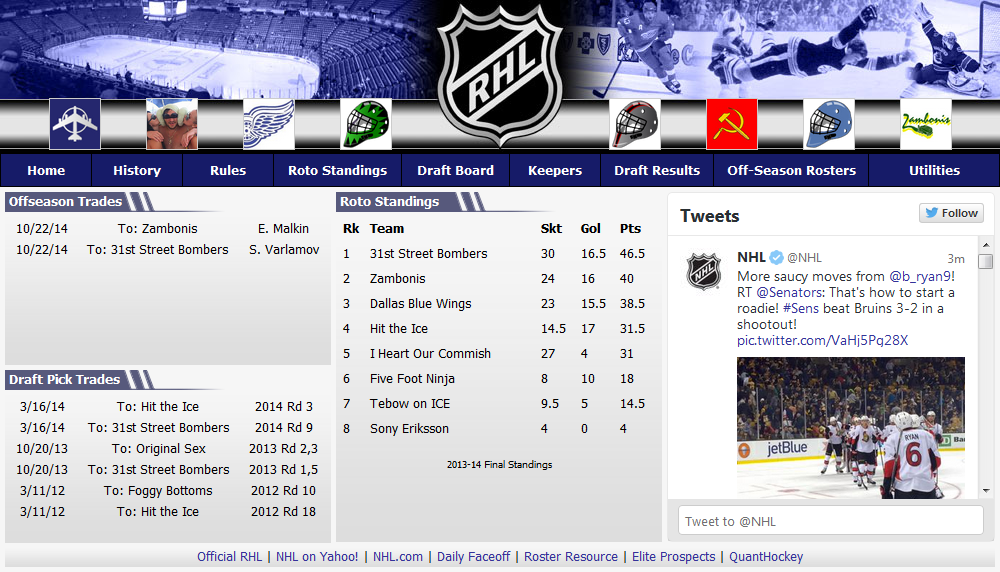 RHL
Zambonis
Home
History
Rules
Roto Standings
Draft Board
Keepers
Draft Results
Off-Season Rosters
Utilities
Offseason Trades
10/22/14 To: Zambonis E. Malkin
10/22/14 To: 31st Street Bombers S. Varlamov
Draft Pick Trades
3/16/14 To: Hit the Ice 2014 Rd 3
3/16/14 To: 31st Street Bombers 2014 Rd 9
10/20/13 To: Original Sex 2013 Rd 2,3
10/20/13 To: 31st Street Bombers 2013 Rd 1,5
3/11/12 To: Foggy Bottoms 2012 Rd 10
3/11/12 To: Hit the Ice 2012 Rd 18
Roto Standings
Rk Team Skt Gol Pts
1 31st Street Bombers 30 16.5 46.5
2 Zambonis 24 16 40
3 Dallas Blue Wings 23 15.5 38.5
4 Hit the Ice 14.5 17 31.5
5 I Heart Our Commish 27 4 31
6 Five Foot Ninja 8 10 18
7 Tebow on ICE 9.5 5 14.5
8 Sony Eriksson 4 0 4
2013-14 Final Standings
Tweets
Follow
NHL @NHL 3m
More saucy moves from @b_ryan9!
RT @Senators: That's how to start a
roadie! #Sens beat Bruins 3-2 in a
shootout!
pic.twitter.com/VaHj5Pq28X
NHL
jetBlue
RYAN
6
Tweet to @NHL
Official RHL | NHL on Yahoo! | NHL.com | Daily Faceoff | Roster Resource | Elite Prospects | QuantHockey